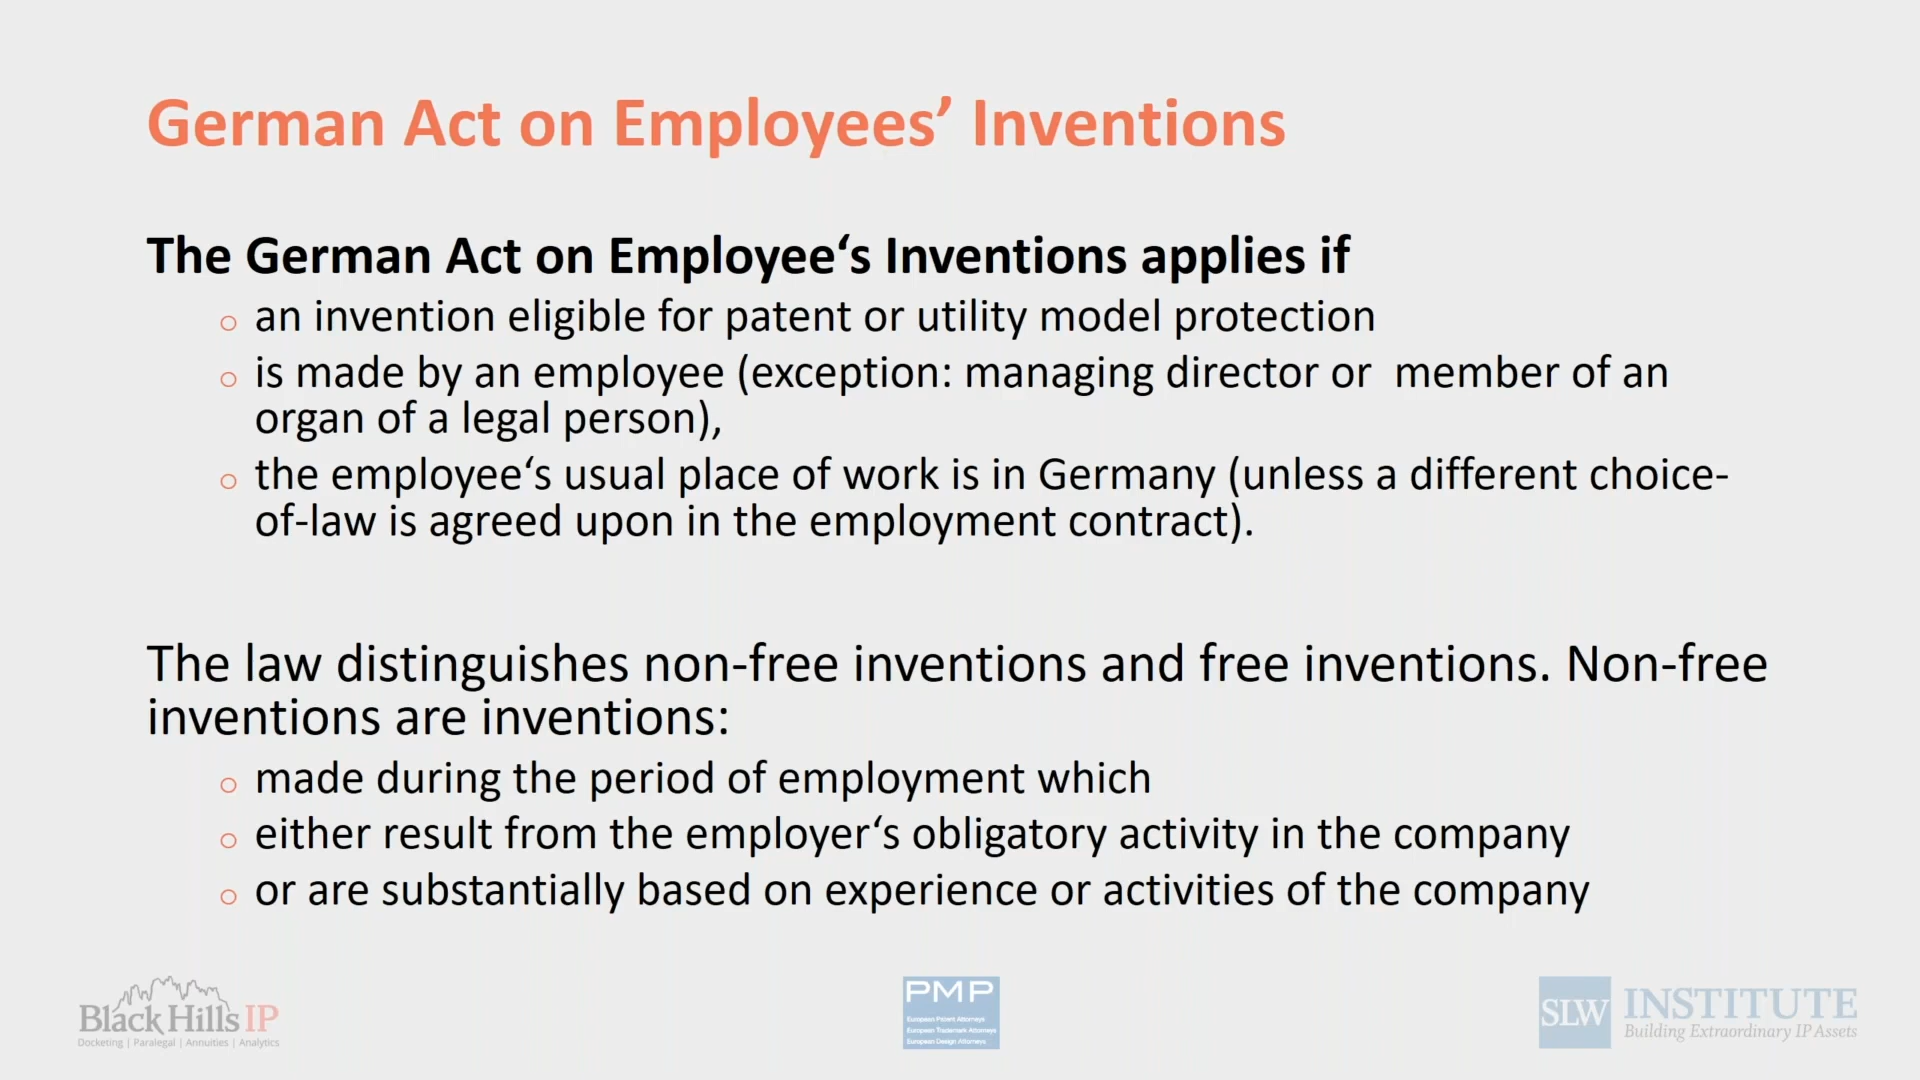 German Act on Employees’ Inventions
The German Act on Employee‘s Inventions applies if
○ an invention eligible for patent or utility model protection
○ is made by an employee (exception: managing director or  member of an
organ of a legal person),
○ the employee‘s usual place of work is in Germany (unless a different choice-
of-law is agreed upon in the employment contract).
The law distinguishes non-free inventions and free inventions. Non-free
inventions are inventions:
○ made during the period of employment which
○ either result from the employer‘s obligatory activity in the company
○ or are substantially based on experience or activities of the company
Black Hills IP
Docketing | Paralegal | Annuities | Analytics
PMP
European Patent Attorneys
European Trademark Attorneys
European Design Attorneys
SLW INSTITUTE
Building Extraordinary IP Assets